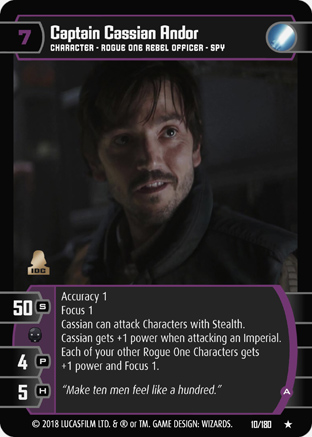 7 Captain Cassian Andor
CHARACTER - ROGUE ONE REBEL OFFICER - SPY
IDC
50 S
4 P
5 H
Accuracy 1
Focus 1
Cassian can attack Characters with Stealth.
Cassian gets +1 power when attacking an Imperial.
Each of your other Rogue One Characters gets
+1 power and Focus 1.
"Make ten men feel like a hundred."
A
© 2018 LUCASFILM LTD. & ® or TM. GAME DESIGN: WIZARDS. 10/180